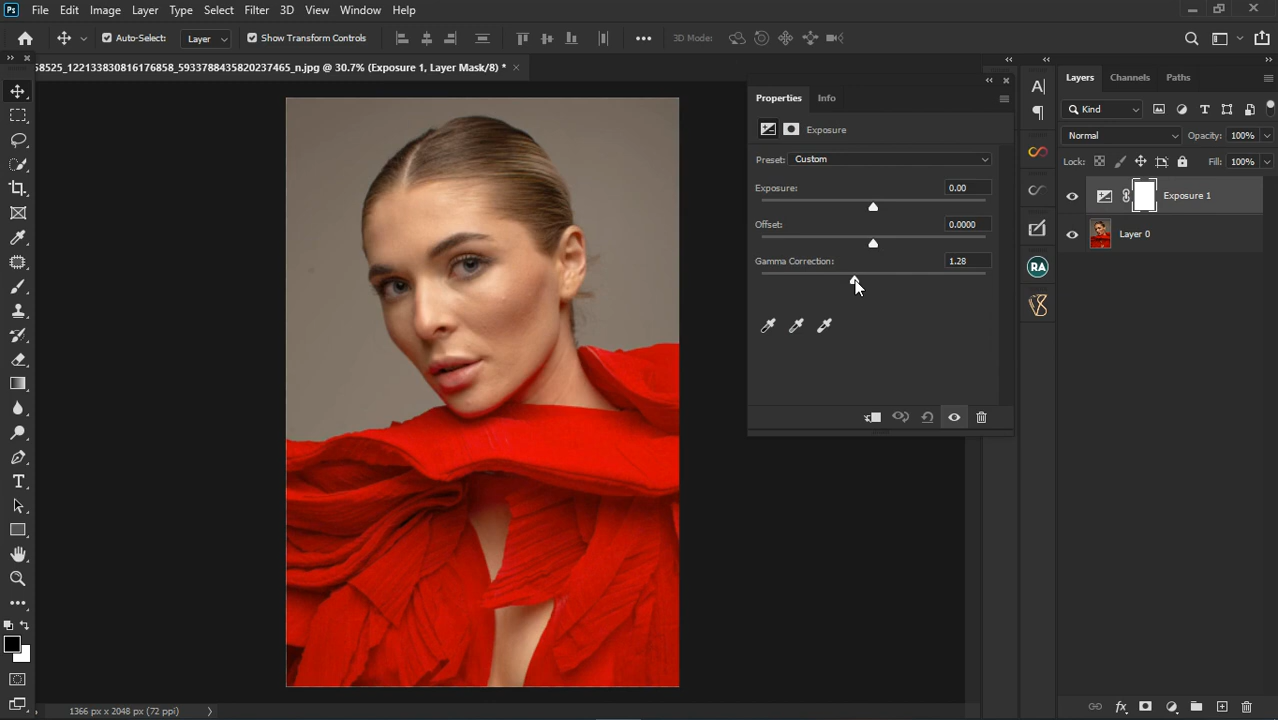 Ps File Edit Image Layer Type Select Filter 3D View Window Help
Auto-Select: Layer Show Transform Controls ••• 3D Mode:
58525_122133830816176858_5933788435820237465_n.jpg @ 30.7% (Exposure 1, Layer Mask/8) * ×
Properties Info
Exposure
Preset: Custom
Exposure: 0.00
Offset: 0.0000
Gamma Correction: 1.28
A
RA
Layers Channels Paths
Kind
Normal Opacity: 100%
Lock: Fill: 100%
Exposure 1
Layer 0
T
fx
1366 px x 2048 px (72 ppi)